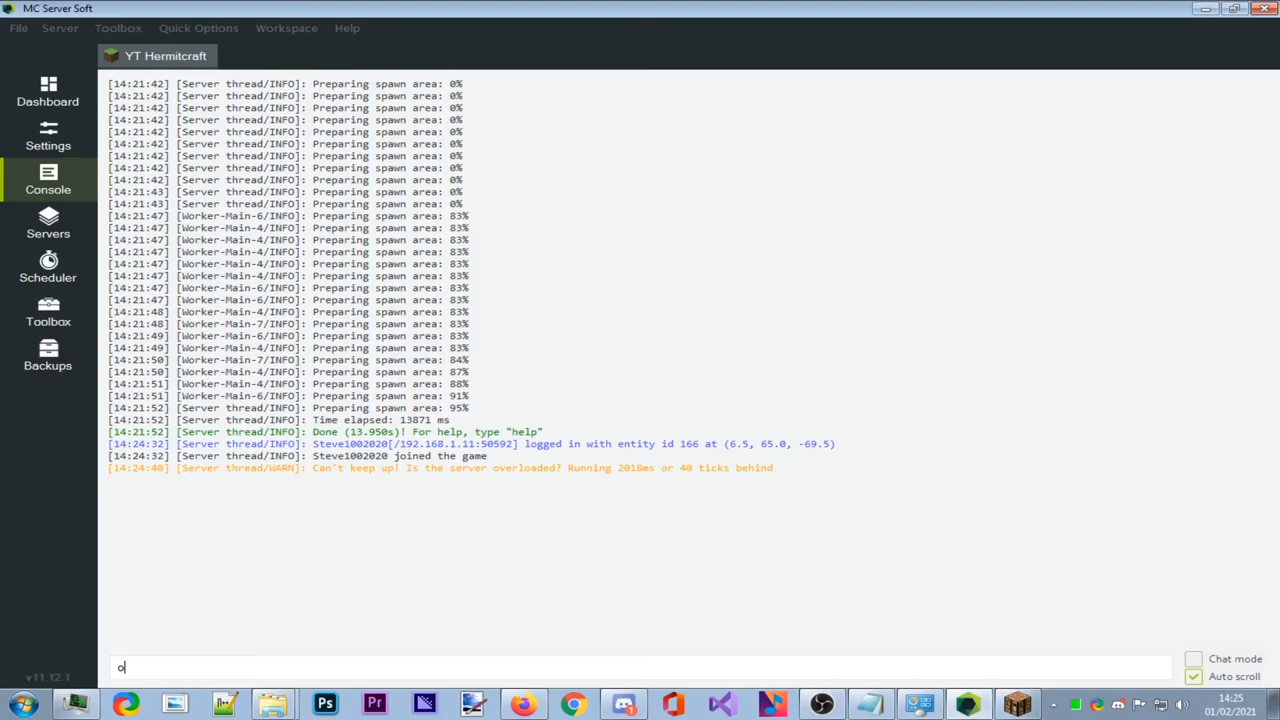 MC Server Soft
File Server Toolbox Quick Options Workspace Help
YT Hermitcraft
Dashboard
Settings
Console
Servers
Scheduler
Toolbox
Backups
v11.12.1
[14:21:42] [Server thread/INFO]: Preparing spawn area: 0%
[14:21:42] [Server thread/INFO]: Preparing spawn area: 0%
[14:21:42] [Server thread/INFO]: Preparing spawn area: 0%
[14:21:42] [Server thread/INFO]: Preparing spawn area: 0%
[14:21:42] [Server thread/INFO]: Preparing spawn area: 0%
[14:21:42] [Server thread/INFO]: Preparing spawn area: 0%
[14:21:42] [Server thread/INFO]: Preparing spawn area: 0%
[14:21:42] [Server thread/INFO]: Preparing spawn area: 0%
[14:21:42] [Server thread/INFO]: Preparing spawn area: 0%
[14:21:43] [Server thread/INFO]: Preparing spawn area: 0%
[14:21:43] [Server thread/INFO]: Preparing spawn area: 0%
[14:21:47] [Worker-Main-6/INFO]: Preparing spawn area: 83%
[14:21:47] [Worker-Main-4/INFO]: Preparing spawn area: 83%
[14:21:47] [Worker-Main-4/INFO]: Preparing spawn area: 83%
[14:21:47] [Worker-Main-4/INFO]: Preparing spawn area: 83%
[14:21:47] [Worker-Main-4/INFO]: Preparing spawn area: 83%
[14:21:47] [Worker-Main-6/INFO]: Preparing spawn area: 83%
[14:21:47] [Worker-Main-6/INFO]: Preparing spawn area: 83%
[14:21:47] [Worker-Main-6/INFO]: Preparing spawn area: 83%
[14:21:48] [Worker-Main-4/INFO]: Preparing spawn area: 83%
[14:21:48] [Worker-Main-7/INFO]: Preparing spawn area: 83%
[14:21:49] [Worker-Main-6/INFO]: Preparing spawn area: 83%
[14:21:49] [Worker-Main-4/INFO]: Preparing spawn area: 83%
[14:21:50] [Worker-Main-7/INFO]: Preparing spawn area: 84%
[14:21:50] [Worker-Main-4/INFO]: Preparing spawn area: 87%
[14:21:51] [Worker-Main-4/INFO]: Preparing spawn area: 88%
[14:21:51] [Worker-Main-6/INFO]: Preparing spawn area: 91%
[14:21:52] [Server thread/INFO]: Preparing spawn area: 95%
[14:21:52] [Server thread/INFO]: Time elapsed: 13871 ms
[14:21:52] [Server thread/INFO]: Done (13.950s)! For help, type "help"
[14:24:32] [Server thread/INFO]: Steve1002020[/192.168.1.11:50592] logged in with entity id 166 at (6.5, 65.0, -69.5)
[14:24:32] [Server thread/INFO]: Steve1002020 joined the game
[14:24:40] [Server thread/WARN]: Can't keep up! Is the server overloaded? Running 2018ms or 40 ticks behind
o
Chat mode
Auto scroll
Ps
Pr
14:25
01/02/2021